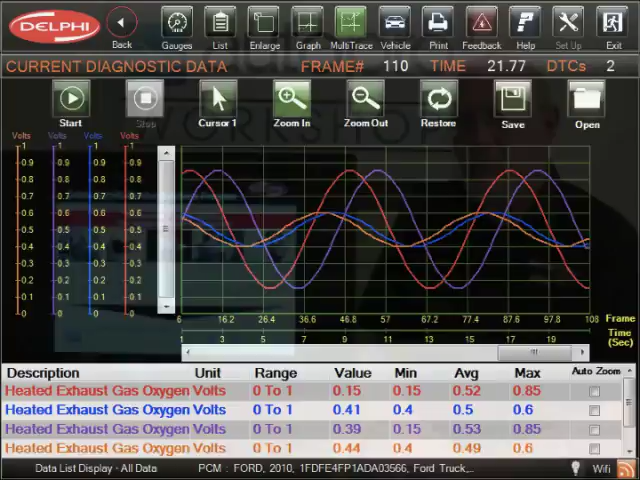 DELPHI
Back
Gauges
List
Enlarge
Graph
MultiTrace
Vehicle
Print
Feedback
Help
Set Up
Exit
CURRENT DIAGNOSTIC DATA FRAME# 110 TIME 21.77 DTCs 2
Start
Stop
Cursor 1
Zoom In
Zoom Out
Restore
Save
Open
WORKSHOP
Volts Volts Volts Volts
1 1 1 1
0.9 0.9 0.9 0.9
0.8 0.8 0.8 0.8
0.7 0.7 0.7 0.7
0.6 0.6 0.6 0.6
0.5 0.5 0.5 0.5
0.4 0.4 0.4 0.4
0.3 0.3 0.3 0.3
0.2 0.2 0.2 0.2
0.1 0.1 0.1 0.1
0 0 0 0
6 16.2 26.4 36.6 46.8 57 67.2 77.4 87.6 97.8 108 Frame
1 3 5 7 9 11 13 15 17 19 Time
(Sec)
Description Unit Range Value Min Avg Max Auto Zoom
Heated Exhaust Gas Oxygen Volts 0 To 1 0.15 0.15 0.52 0.85
Heated Exhaust Gas Oxygen Volts 0 To 1 0.41 0.4 0.5 0.6
Heated Exhaust Gas Oxygen Volts 0 To 1 0.39 0.15 0.53 0.85
Heated Exhaust Gas Oxygen Volts 0 To 1 0.44 0.4 0.49 0.6
Data List Display - All Data PCM : FORD, 2010, 1FDFE4FP1ADA03566, Ford Truck,... Wifi